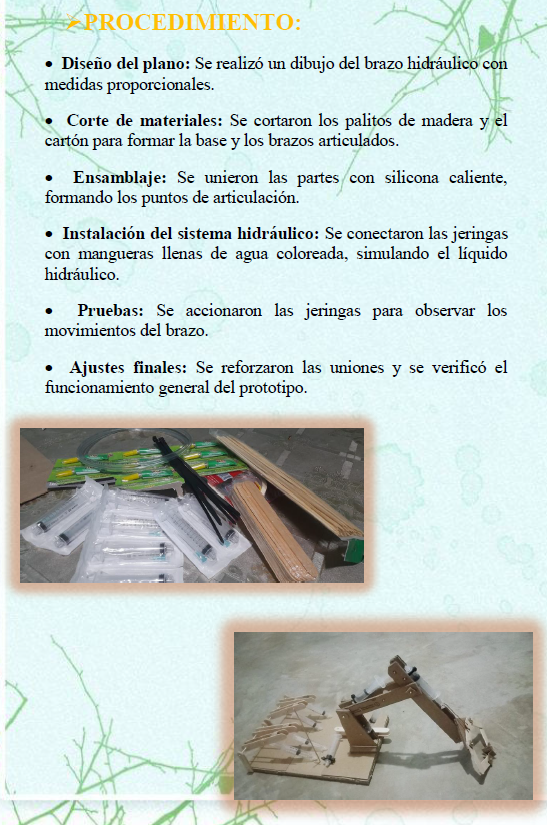 ➢PROCEDIMIENTO:
• Diseño del plano: Se realizó un dibujo del brazo hidráulico con
medidas proporcionales.
• Corte de materiales: Se cortaron los palitos de madera y el
cartón para formar la base y los brazos articulados.
• Ensamblaje: Se unieron las partes con silicona caliente,
formando los puntos de articulación.
• Instalación del sistema hidráulico: Se conectaron las jeringas
con mangueras llenas de agua coloreada, simulando el líquido
hidráulico.
• Pruebas: Se accionaron las jeringas para observar los
movimientos del brazo.
• Ajustes finales: Se reforzaron las uniones y se verificó el
funcionamiento general del prototipo.